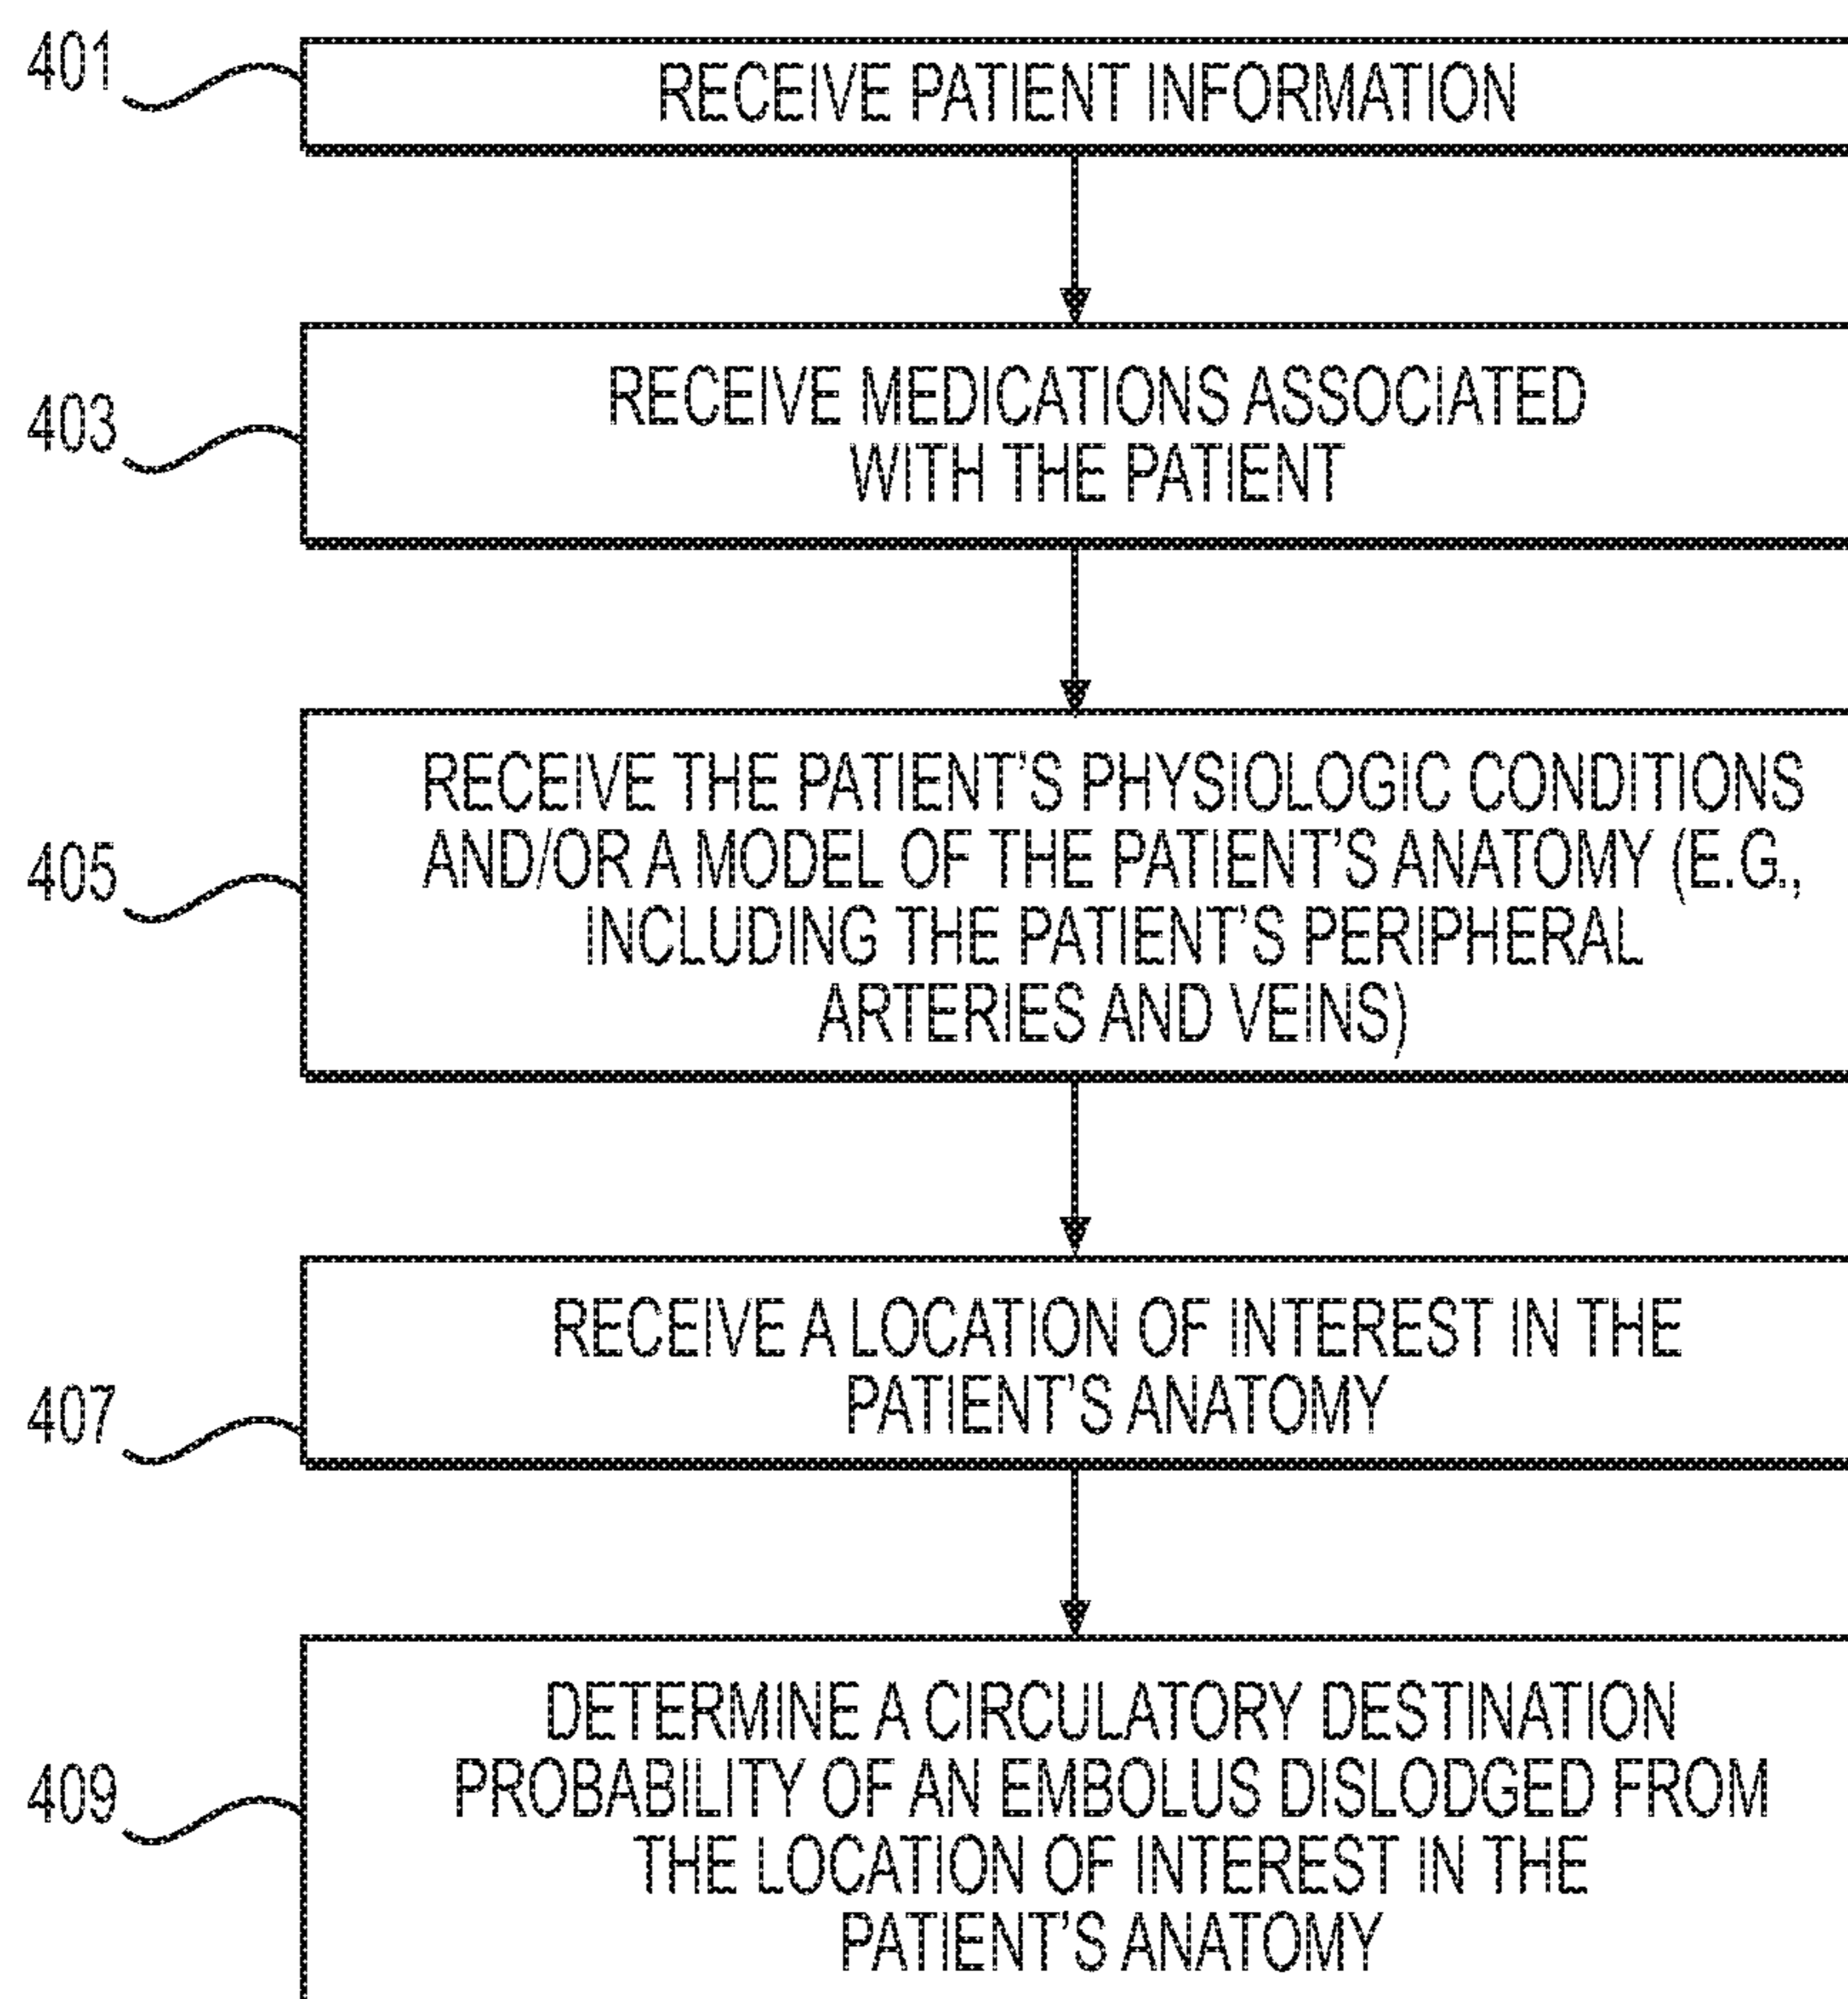 401
RECEIVE PATIENT INFORMATION
403
RECEIVE MEDICATIONS ASSOCIATED
WITH THE PATIENT
405
RECEIVE THE PATIENT'S PHYSIOLOGIC CONDITIONS
AND/OR A MODEL OF THE PATIENT'S ANATOMY (E.G.,
INCLUDING THE PATIENT'S PERIPHERAL
ARTERIES AND VEINS)
407
RECEIVE A LOCATION OF INTEREST IN THE
PATIENT'S ANATOMY
409
DETERMINE A CIRCULATORY DESTINATION
PROBABILITY OF AN EMBOLUS DISLODGED FROM
THE LOCATION OF INTEREST IN THE
PATIENT'S ANATOMY